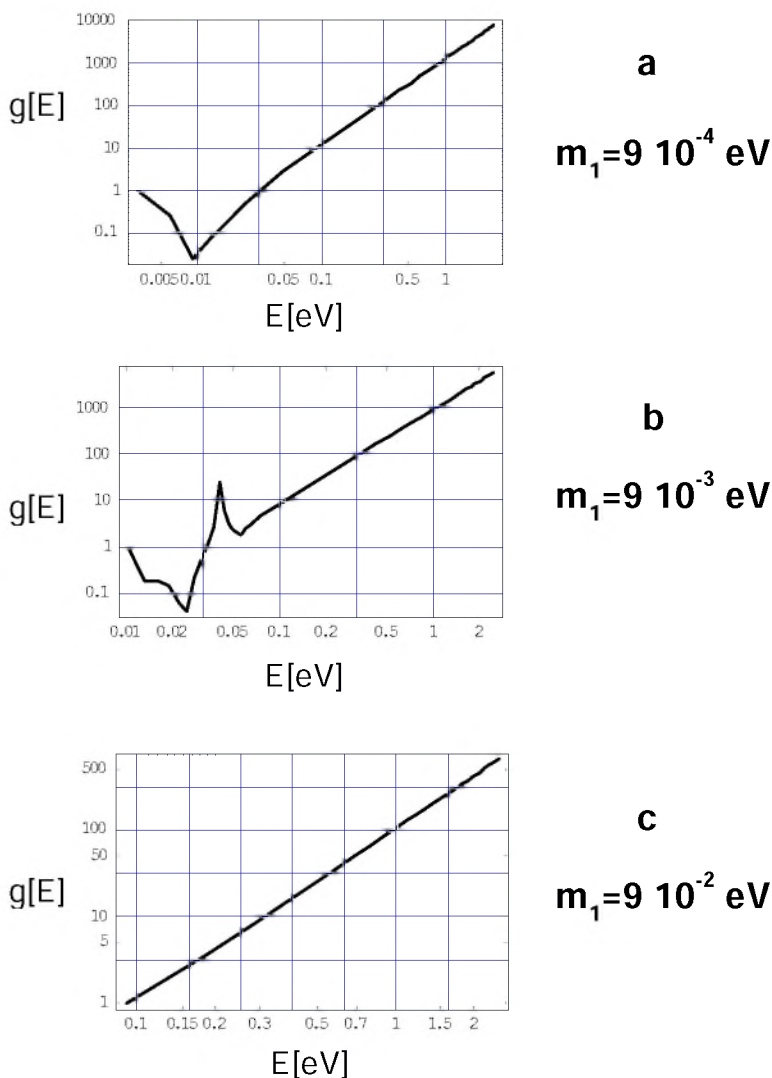 10000
1000
100
10
1
0.1
g[E]
0.005 0.01 0.05 0.1 0.5 1
E[eV]
a
m₁=9 10⁻⁴ eV
1000
100
10
1
0.1
g[E]
0.01 0.02 0.05 0.1 0.2 0.5 1 2
E[eV]
b
m₁=9 10⁻³ eV
500
100
50
10
5
1
g[E]
0.1 0.15 0.2 0.3 0.5 0.7 1 1.5 2
E[eV]
c
m₁=9 10⁻² eV